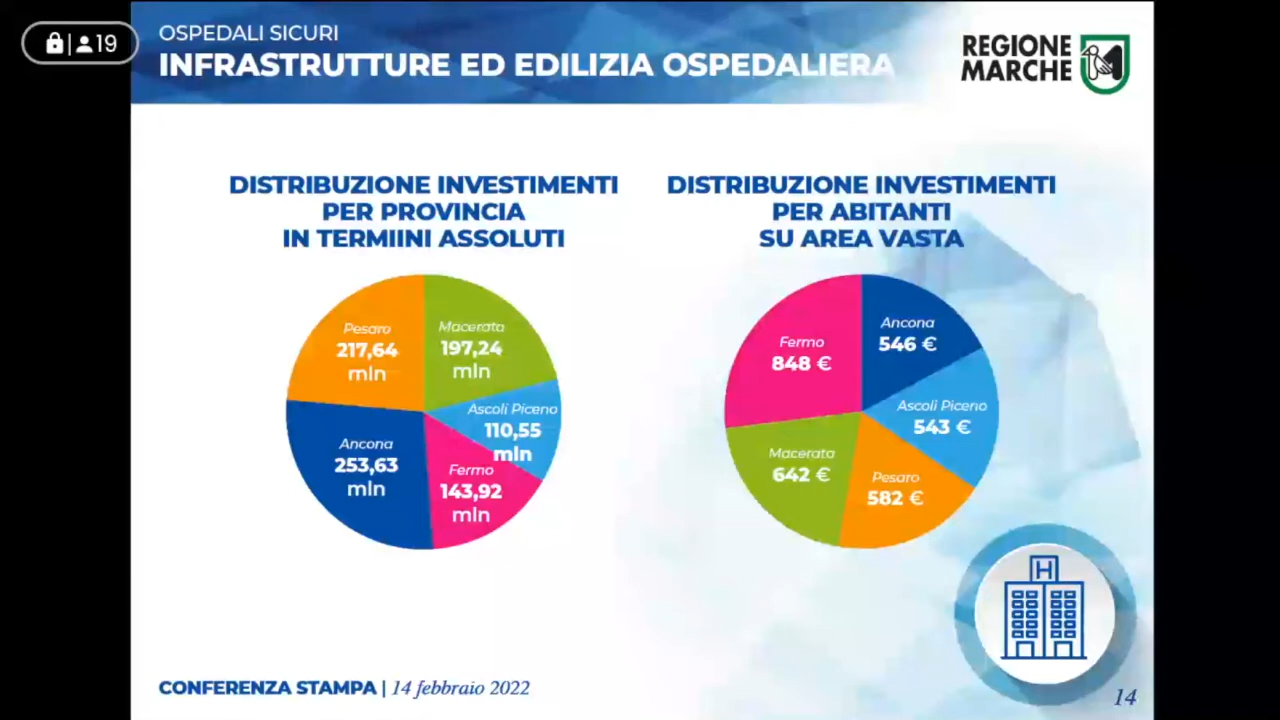 19
OSPEDALI SICURI
INFRASTRUTTURE ED EDILIZIA OSPEDALIERA
REGIONE
MARCHE
DISTRIBUZIONE INVESTIMENTI
PER PROVINCIA
IN TERMIINI ASSOLUTI
Pesaro
217,64
mln
Macerata
197,24
mln
Ascoli Piceno
110,55
mln
Fermo
143,92
mln
Ancona
253,63
mln
DISTRIBUZIONE INVESTIMENTI
PER ABITANTI
SU AREA VASTA
Fermo
848 €
Ancona
546 €
Ascoli Piceno
543 €
Pesaro
582 €
Macerata
642 €
H
CONFERENZA STAMPA | 14 febbraio 2022
14